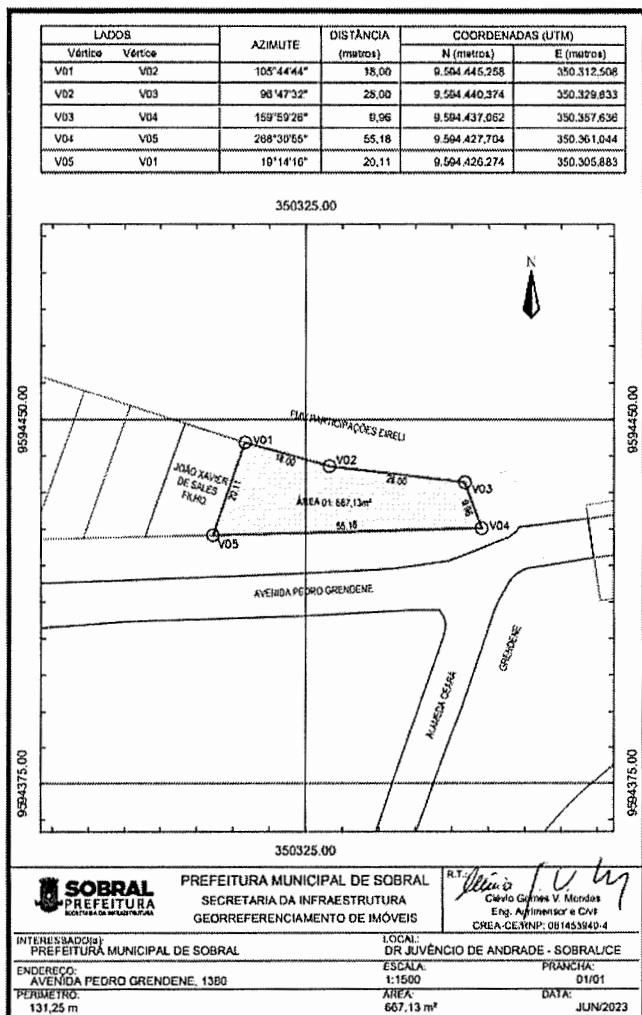 LADOS AZIMUTE DISTÂNCIA (metros) COORDENADAS (UTM)
Vértice Vértice N (metros) E (metros)
V01 V02 105°44'44" 18,00 9.594.445,258 350.312,508
V02 V03 96°47'32" 28,00 9.594.440,374 350.329,833
V03 V04 159°59'26" 9,96 9.594.437,062 350.357,636
V04 V05 268°30'55" 55,18 9.594.427,704 350.361,044
V05 V01 19°14'16" 20,11 9.594.426,274 350.305,883
350325.00
N
9594450.00
9594450.00
PARTICIPAÇÕES EIRELI
V01
18.00
V02
28.00
V03
9.96
V04
JOÃO XAVIER
DE SALES
FILHO
20.11
ÁREA 01: 667,13m²
55.18
V05
AVENIDA PEDRO GRENDENE
ALAMEDA CEARA
GRENDENE
9594375.00
9594375.00
350325.00
SOBRAL
PREFEITURA
SECRETARIA DA INFRAESTRUTURA
PREFEITURA MUNICIPAL DE SOBRAL
SECRETARIA DA INFRAESTRUTURA
GEORREFERENCIAMENTO DE IMÓVEIS
R.T.:
Clévio Gomes V. Mendes
Eng. Agrimensor e Civil
CREA-CE/RNP: 061453940-4
INTERESSADO(a):
PREFEITURA MUNICIPAL DE SOBRAL
LOCAL:
DR JUVÊNCIO DE ANDRADE - SOBRAL/CE
ENDEREÇO:
AVENIDA PEDRO GRENDENE, 1380
ESCALA:
1:1500
PRANCHA:
01/01
PERÍMETRO:
131,25 m
ÁREA:
667,13 m²
DATA:
JUN/2023